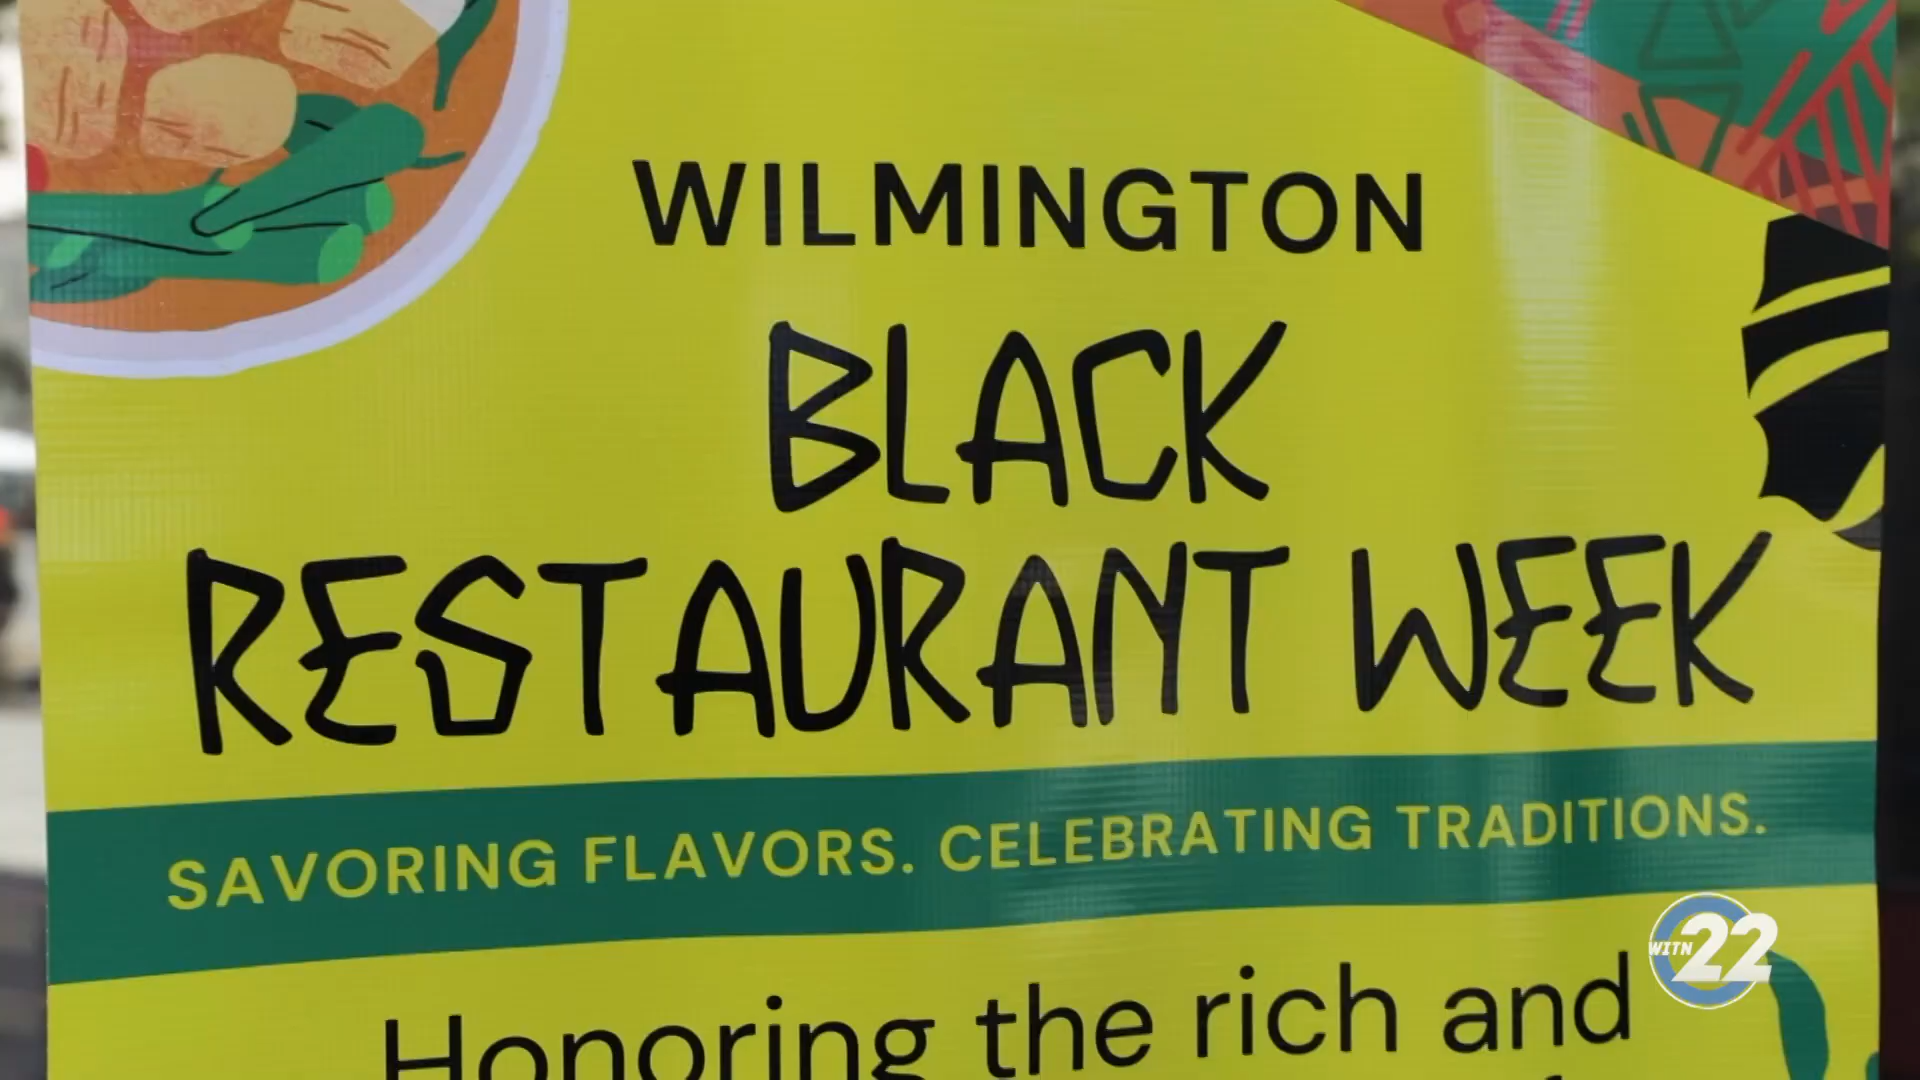 WILMINGTON
BLACK
RESTAURANT WEEK
SAVORING FLAVORS. CELEBRATING TRADITIONS.
Honoring the rich and
WITN 22